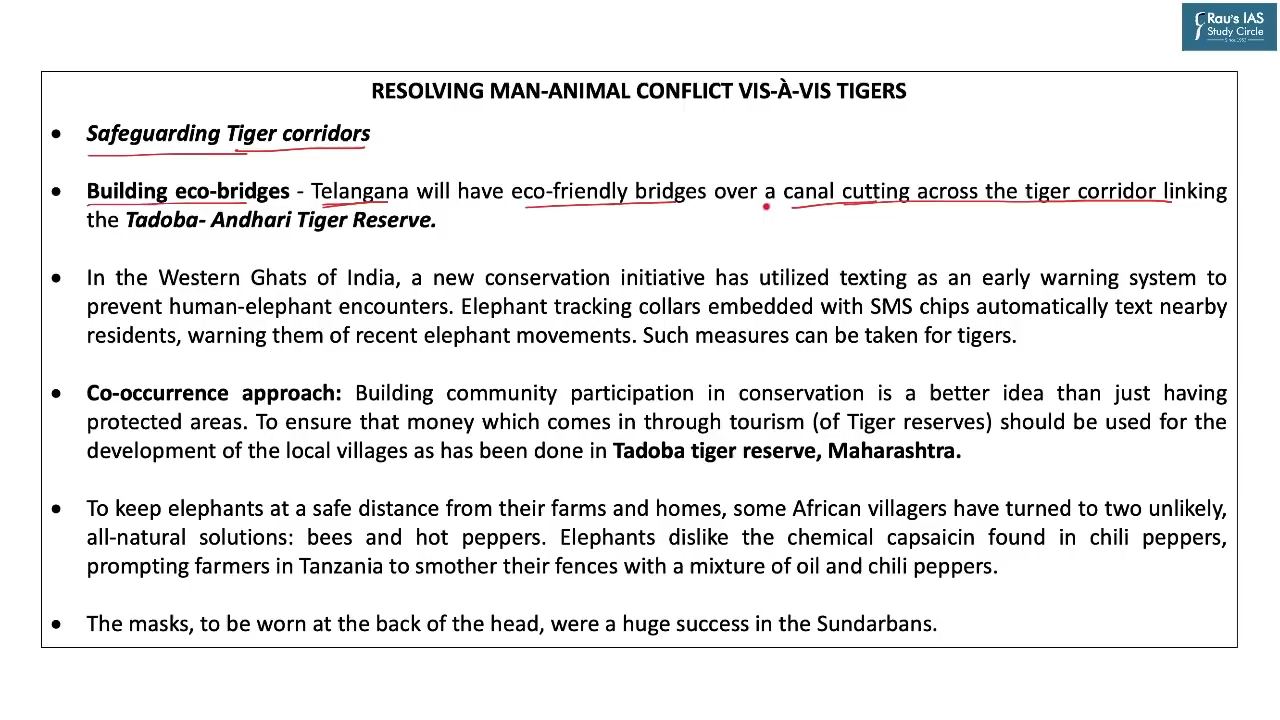 Rau's IAS
Study Circle
Since 1953
RESOLVING MAN-ANIMAL CONFLICT VIS-À-VIS TIGERS
• Safeguarding Tiger corridors
• Building eco-bridges - Telangana will have eco-friendly bridges over a canal cutting across the tiger corridor linking
the Tadoba- Andhari Tiger Reserve.
• In the Western Ghats of India, a new conservation initiative has utilized texting as an early warning system to
prevent human-elephant encounters. Elephant tracking collars embedded with SMS chips automatically text nearby
residents, warning them of recent elephant movements. Such measures can be taken for tigers.
• Co-occurrence approach: Building community participation in conservation is a better idea than just having
protected areas. To ensure that money which comes in through tourism (of Tiger reserves) should be used for the
development of the local villages as has been done in Tadoba tiger reserve, Maharashtra.
• To keep elephants at a safe distance from their farms and homes, some African villagers have turned to two unlikely,
all-natural solutions: bees and hot peppers. Elephants dislike the chemical capsaicin found in chili peppers,
prompting farmers in Tanzania to smother their fences with a mixture of oil and chili peppers.
• The masks, to be worn at the back of the head, were a huge success in the Sundarbans.